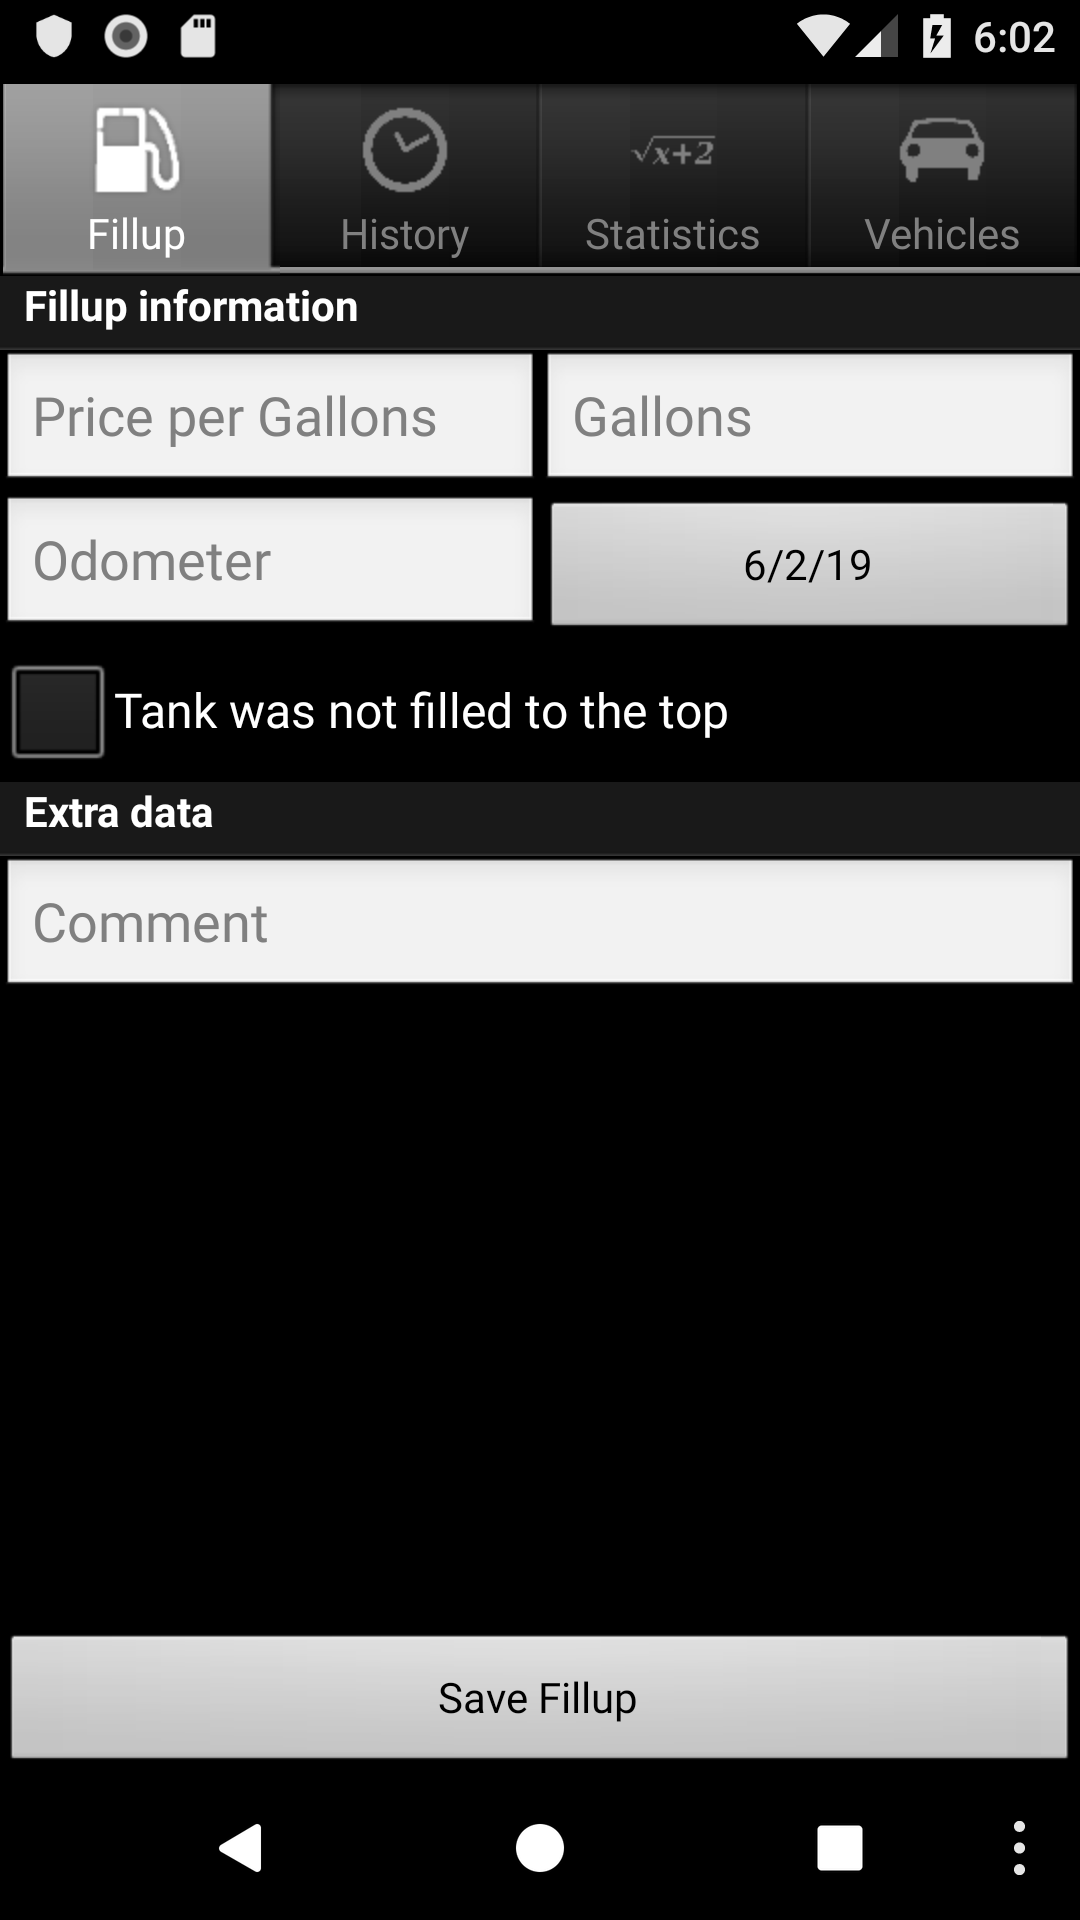 6:02
Fillup
History
√x+2
Statistics
Vehicles
Fillup information
Price per Gallons
Gallons
Odometer
6/2/19
Tank was not filled to the top
Extra data
Comment
Save Fillup